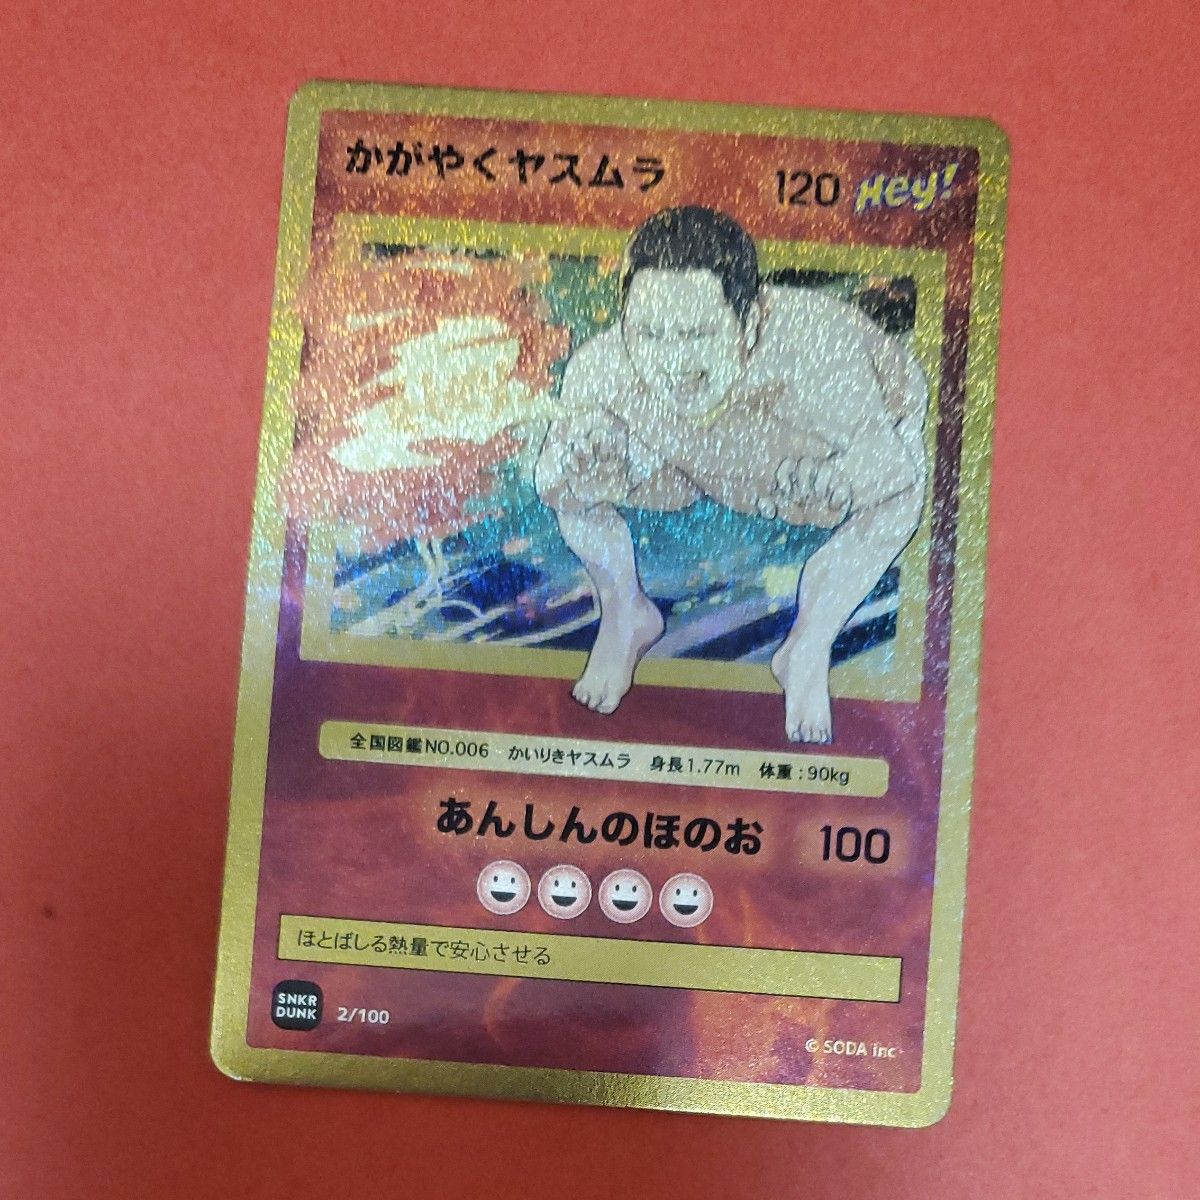 かがやくヤスムラ 120 Hey!
全国図鑑NO.006 かいりきヤスムラ 身長1.77m 体重:90kg
あんしんのほのお 100
ほとばしる熱量で安心させる
SNKR
DUNK
2/100
© SODA inc